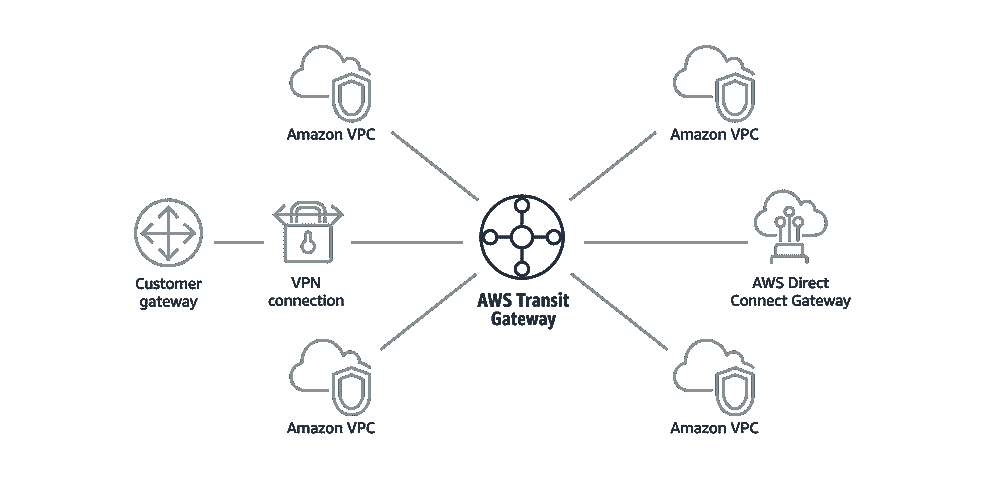 Amazon VPC
Amazon VPC
Customer
gateway
VPN
connection
AWS Transit
Gateway
AWS Direct
Connect Gateway
Amazon VPC
Amazon VPC